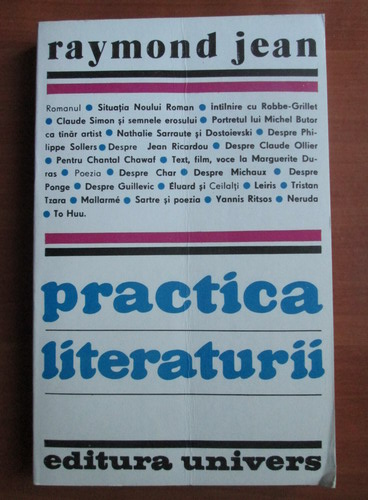 raymond jean
Romanul ● Situația Noului Roman ● Intîlnire cu Robbe-Grillet
● Claude Simon și semnele erosului ● Portretul lui Michel Butor
ca tînăr artist ● Nathalie Sarraute și Dostoievski ● Despre Phi-
lippe Sollers ● Despre Jean Ricardou ● Despre Claude Ollier
● Pentru Chantal Chawaf ● Text, film, voce la Marguerite Du-
ras ● Poezia ● Despre Char ● Despre Michaux ● Despre
Ponge ● Despre Guillevic ● Eluard și Ceilalți ● Leiris ● Tristan
Tzara ● Mallarmé ● Sartre și poezia ● Yannis Ritsos ● Neruda
● To Huu.
practica
literaturii
editura univers